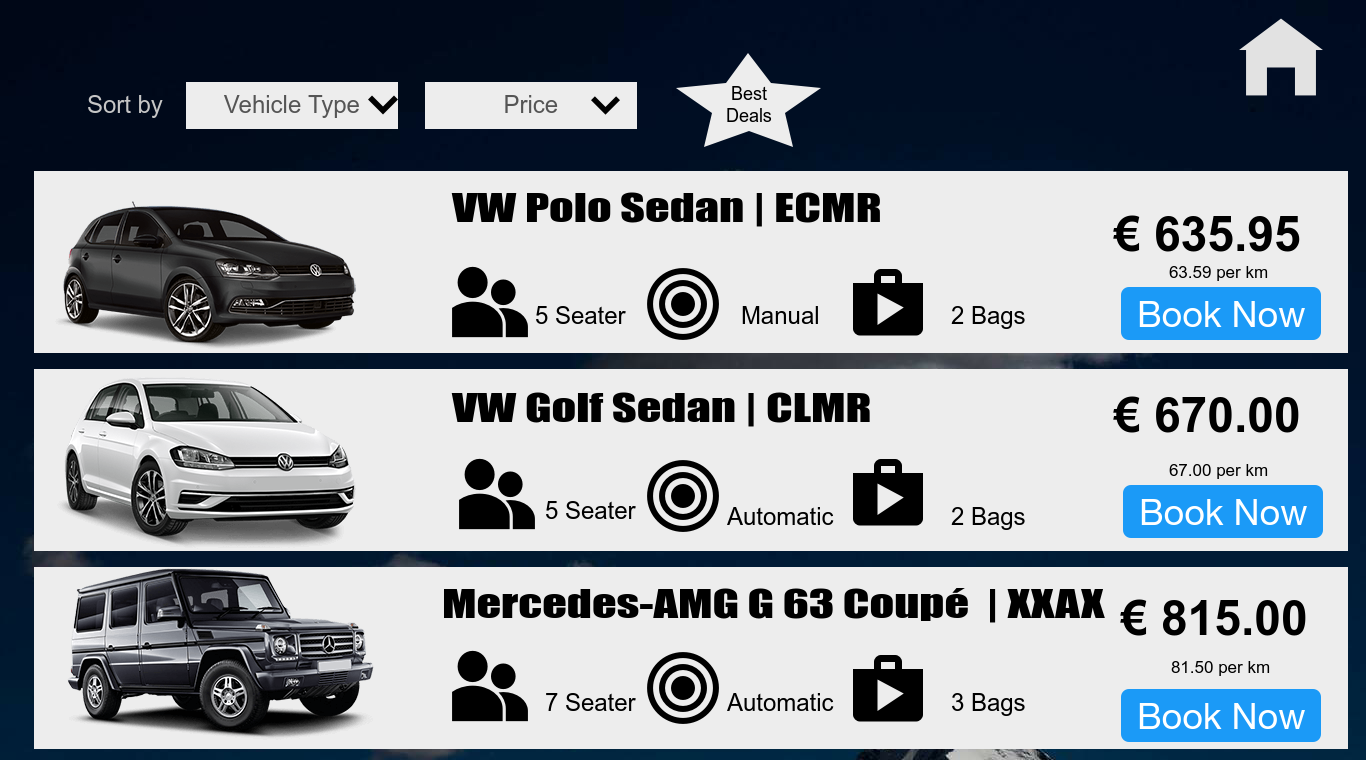 Sort by
Vehicle Type
Price
Best
Deals
VW Polo Sedan | ECMR
€ 635.95
63.59 per km
5 Seater
Manual
2 Bags
Book Now
VW Golf Sedan | CLMR
€ 670.00
67.00 per km
5 Seater
Automatic
2 Bags
Book Now
Mercedes-AMG G 63 Coupé | XXAX
€ 815.00
81.50 per km
7 Seater
Automatic
3 Bags
Book Now